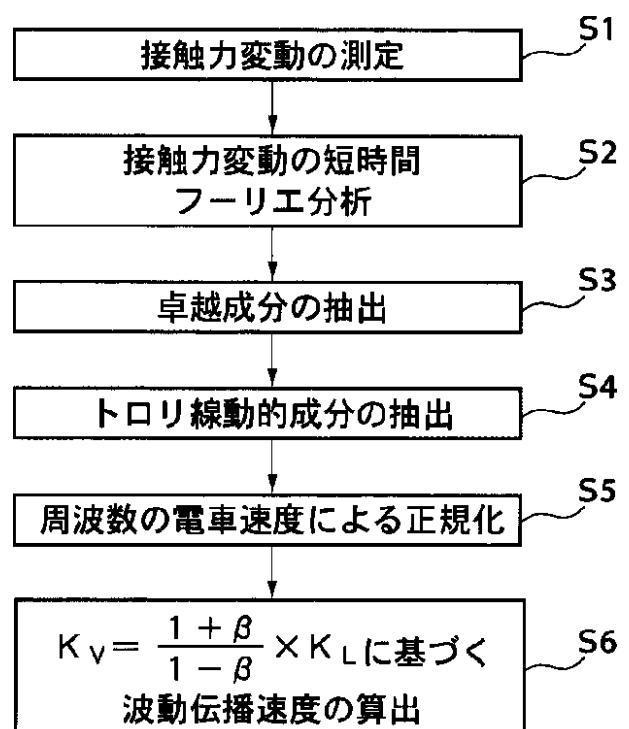 接触力変動の測定
S1
接触力変動の短時間
フーリエ分析
S2
卓越成分の抽出
S3
トロリ線動的成分の抽出
S4
周波数の電車速度による正規化
S5
K_V = (1 + β)/(1 − β) × K_L に基づく
波動伝播速度の算出
S6